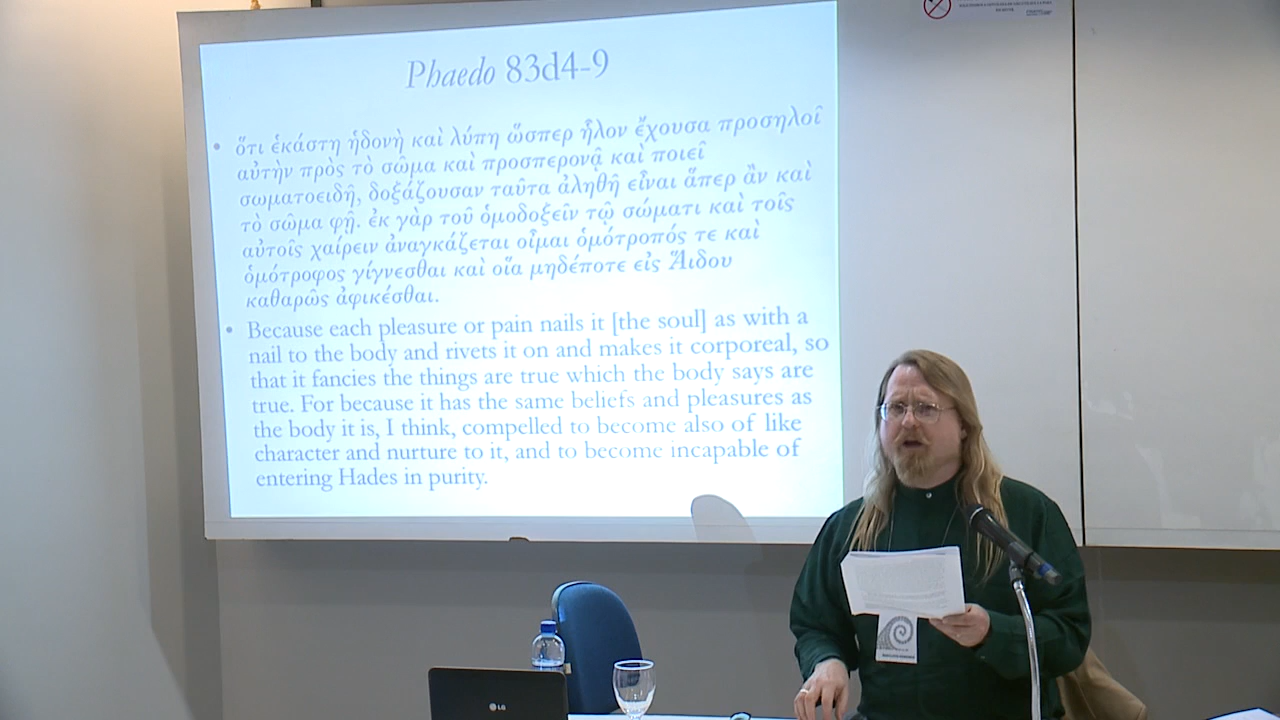 Phaedo 83d4-9
• ὅτι ἑκάστη ἡδονὴ καὶ λύπη ὥσπερ ἧλον ἔχουσα προσηλοῖ
αὐτὴν πρὸς τὸ σῶμα καὶ προσπερονᾷ καὶ ποιεῖ
σωματοειδῆ, δοξάζουσαν ταῦτα ἀληθῆ εἶναι ἅπερ ἂν καὶ
τὸ σῶμα φῇ. ἐκ γὰρ τοῦ ὁμοδοξεῖν τῷ σώματι καὶ τοῖς
αὐτοῖς χαίρειν ἀναγκάζεται οἶμαι ὁμότροπός τε καὶ
ὁμότροφος γίγνεσθαι καὶ οἵα μηδέποτε εἰς Ἅιδου
καθαρῶς ἀφικέσθαι.
• Because each pleasure or pain nails it [the soul] as with a
nail to the body and rivets it on and makes it corporeal, so
that it fancies the things are true which the body says are
true. For because it has the same beliefs and pleasures as
the body it is, I think, compelled to become also of like
character and nurture to it, and to become incapable of
entering Hades in purity.
LG